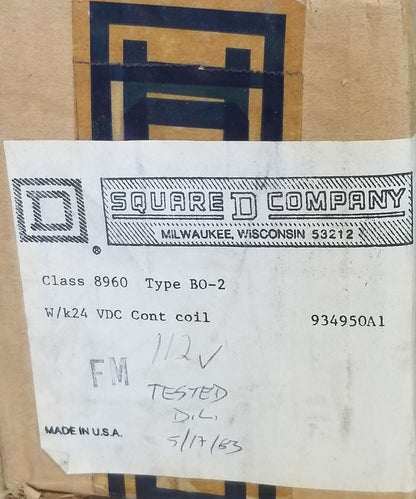 D
SQUARE D COMPANY
MILWAUKEE, WISCONSIN 53212
®
Class 8960 Type BO-2
W/k24 VDC Cont coil 934950A1
112V
FM
TESTED
D.L.
5/17/83
MADE IN U.S.A.